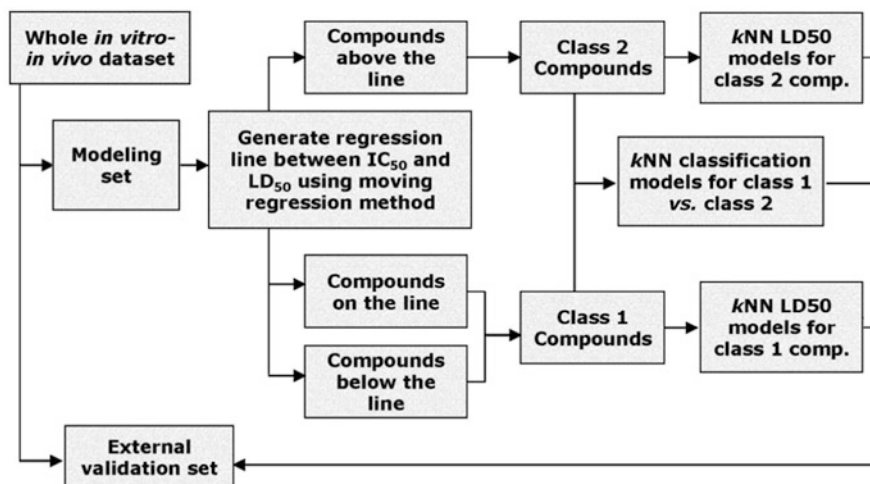 Whole in vitro-
in vivo dataset
Modeling
set
Generate regression
line between IC₅₀ and
LD₅₀ using moving
regression method
Compounds
above the
line
Class 2
Compounds
kNN LD50
models for
class 2 comp.
kNN classification
models for class 1
vs. class 2
Compounds
on the line
Compounds
below the
line
Class 1
Compounds
kNN LD50
models for
class 1 comp.
External
validation set